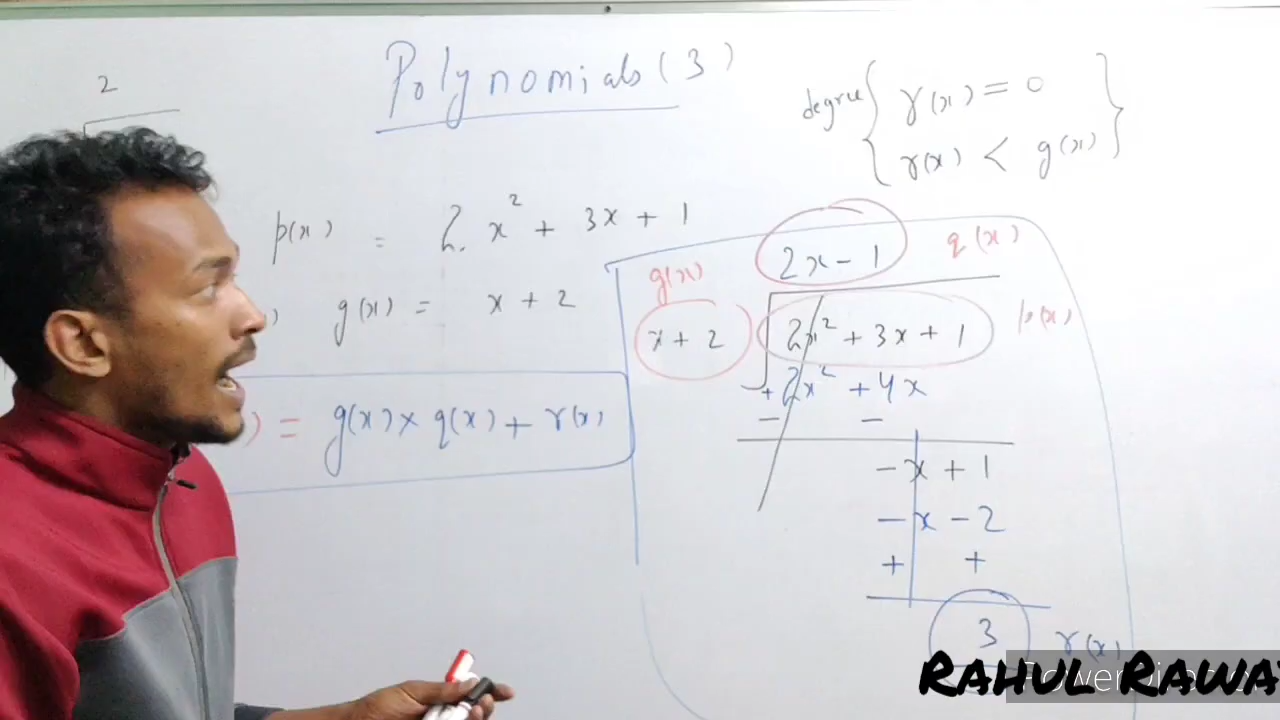 Polynomials (3)
2
degree { r(x) = 0
r(x) < g(x) }
p(x) = 2x² + 3x + 1
) g(x) = x + 2
) = g(x) × q(x) + r(x)
2x - 1 q(x)
g(x)
x + 2 2x² + 3x + 1 p(x)
+ 2x² + 4x
- -
- x + 1
- x - 2
+ +
3 r(x)
RAHUL RAWA